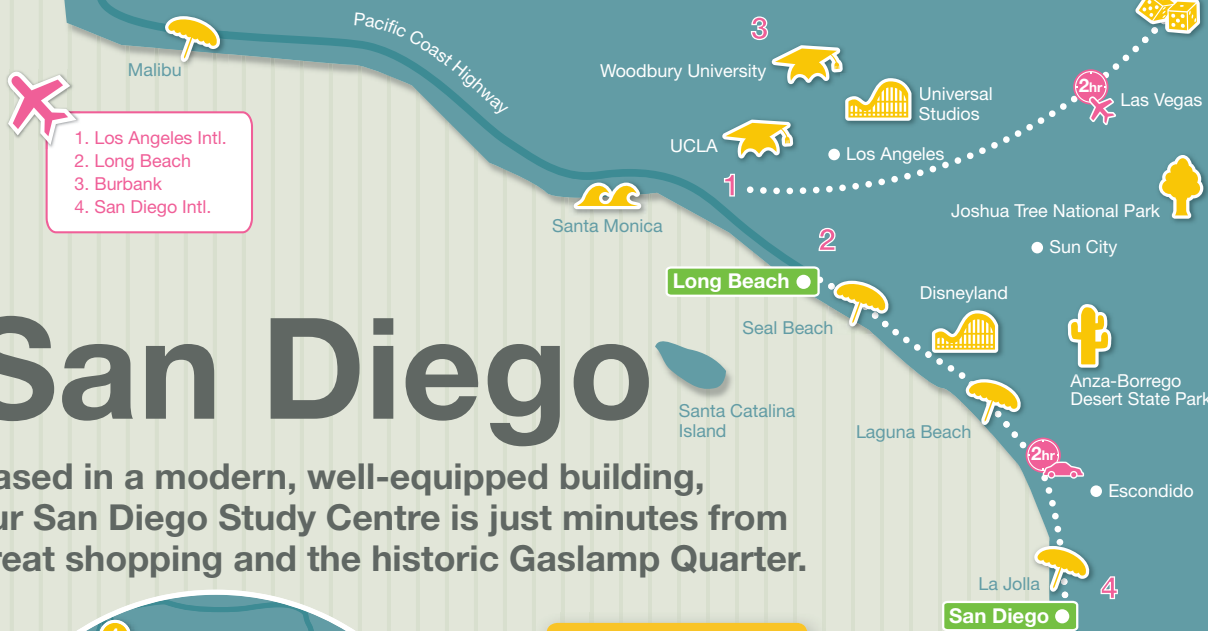 Pacific Coast Highway
Malibu
3
Woodbury University
Universal
Studios
UCLA
Los Angeles
2hr
Las Vegas
1. Los Angeles Intl.
2. Long Beach
3. Burbank
4. San Diego Intl.
1
Joshua Tree National Park
Santa Monica
2
Sun City
Long Beach
Disneyland
Seal Beach
San Diego
Anza-Borrego
Desert State Park
Santa Catalina
Island
Laguna Beach
2hr
Escondido
ased in a modern, well-equipped building,
ur San Diego Study Centre is just minutes from
reat shopping and the historic Gaslamp Quarter.
La Jolla
4
San Diego